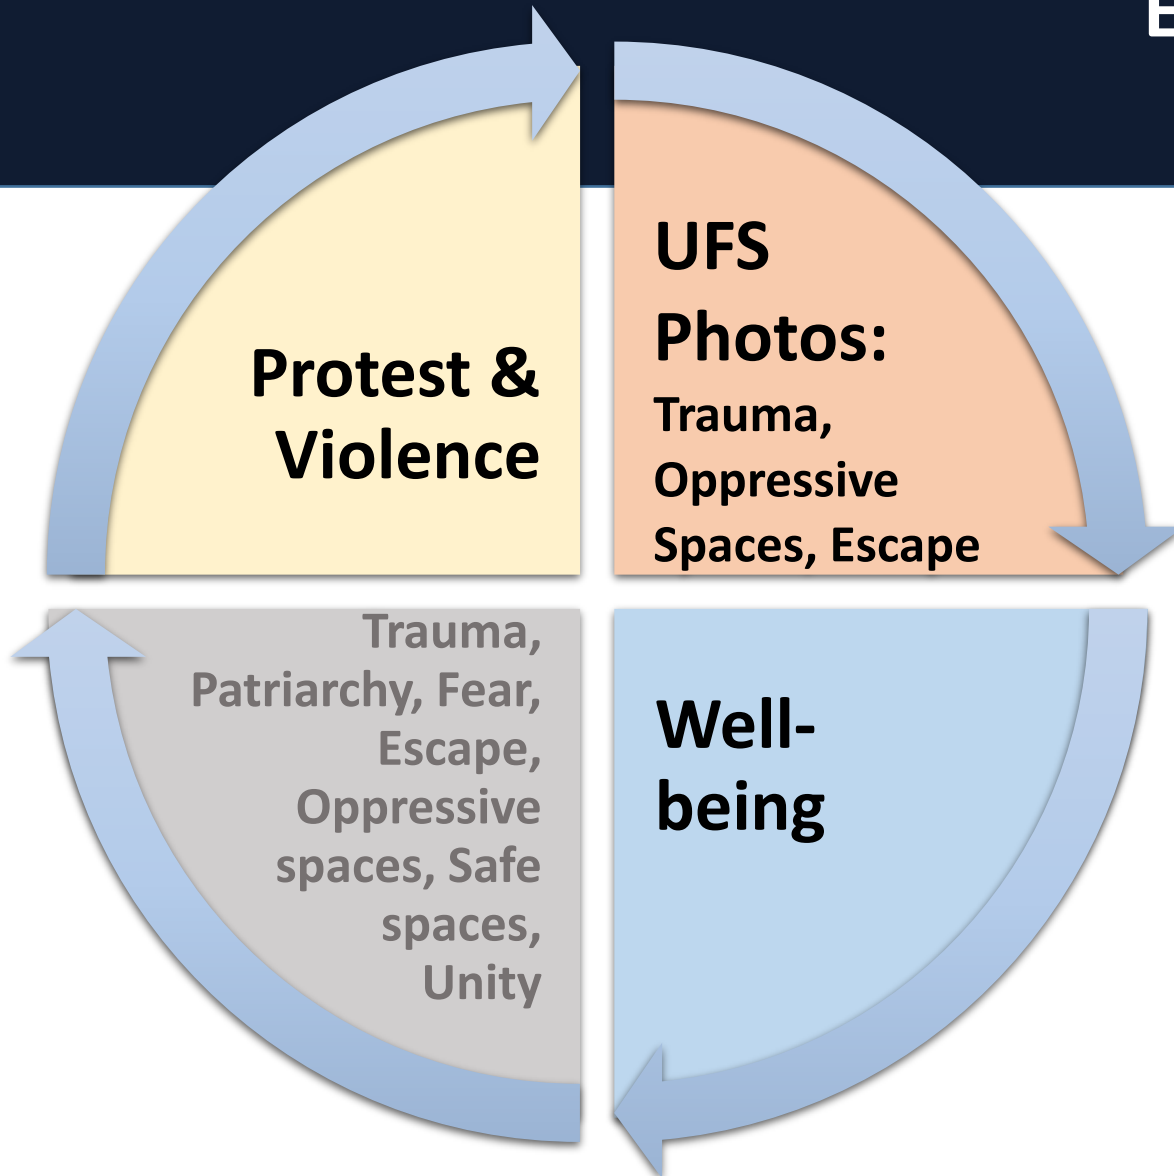 E
Protest &
Violence
UFS
Photos:
Trauma,
Oppressive
Spaces, Escape
Trauma,
Patriarchy, Fear,
Escape,
Oppressive
spaces, Safe
spaces,
Unity
Well-
being